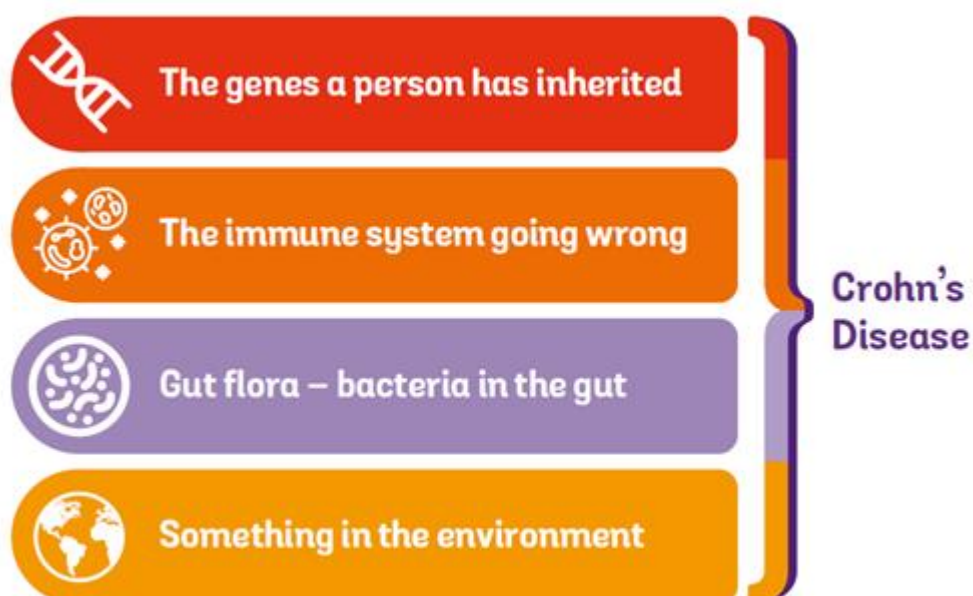 The genes a person has inherited
The immune system going wrong
Gut flora – bacteria in the gut
Something in the environment
Crohn's
Disease